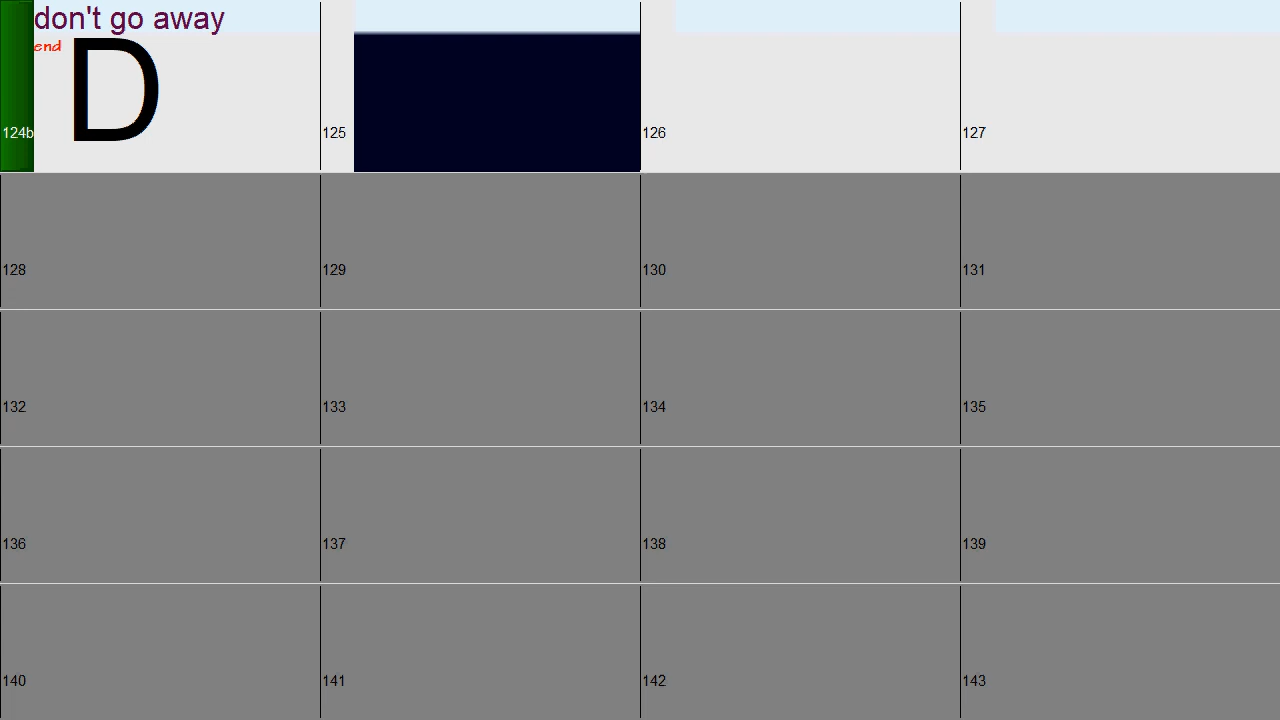 don't go away
end
D
124b 125 126 127
128 129 130 131
132 133 134 135
136 137 138 139
140 141 142 143